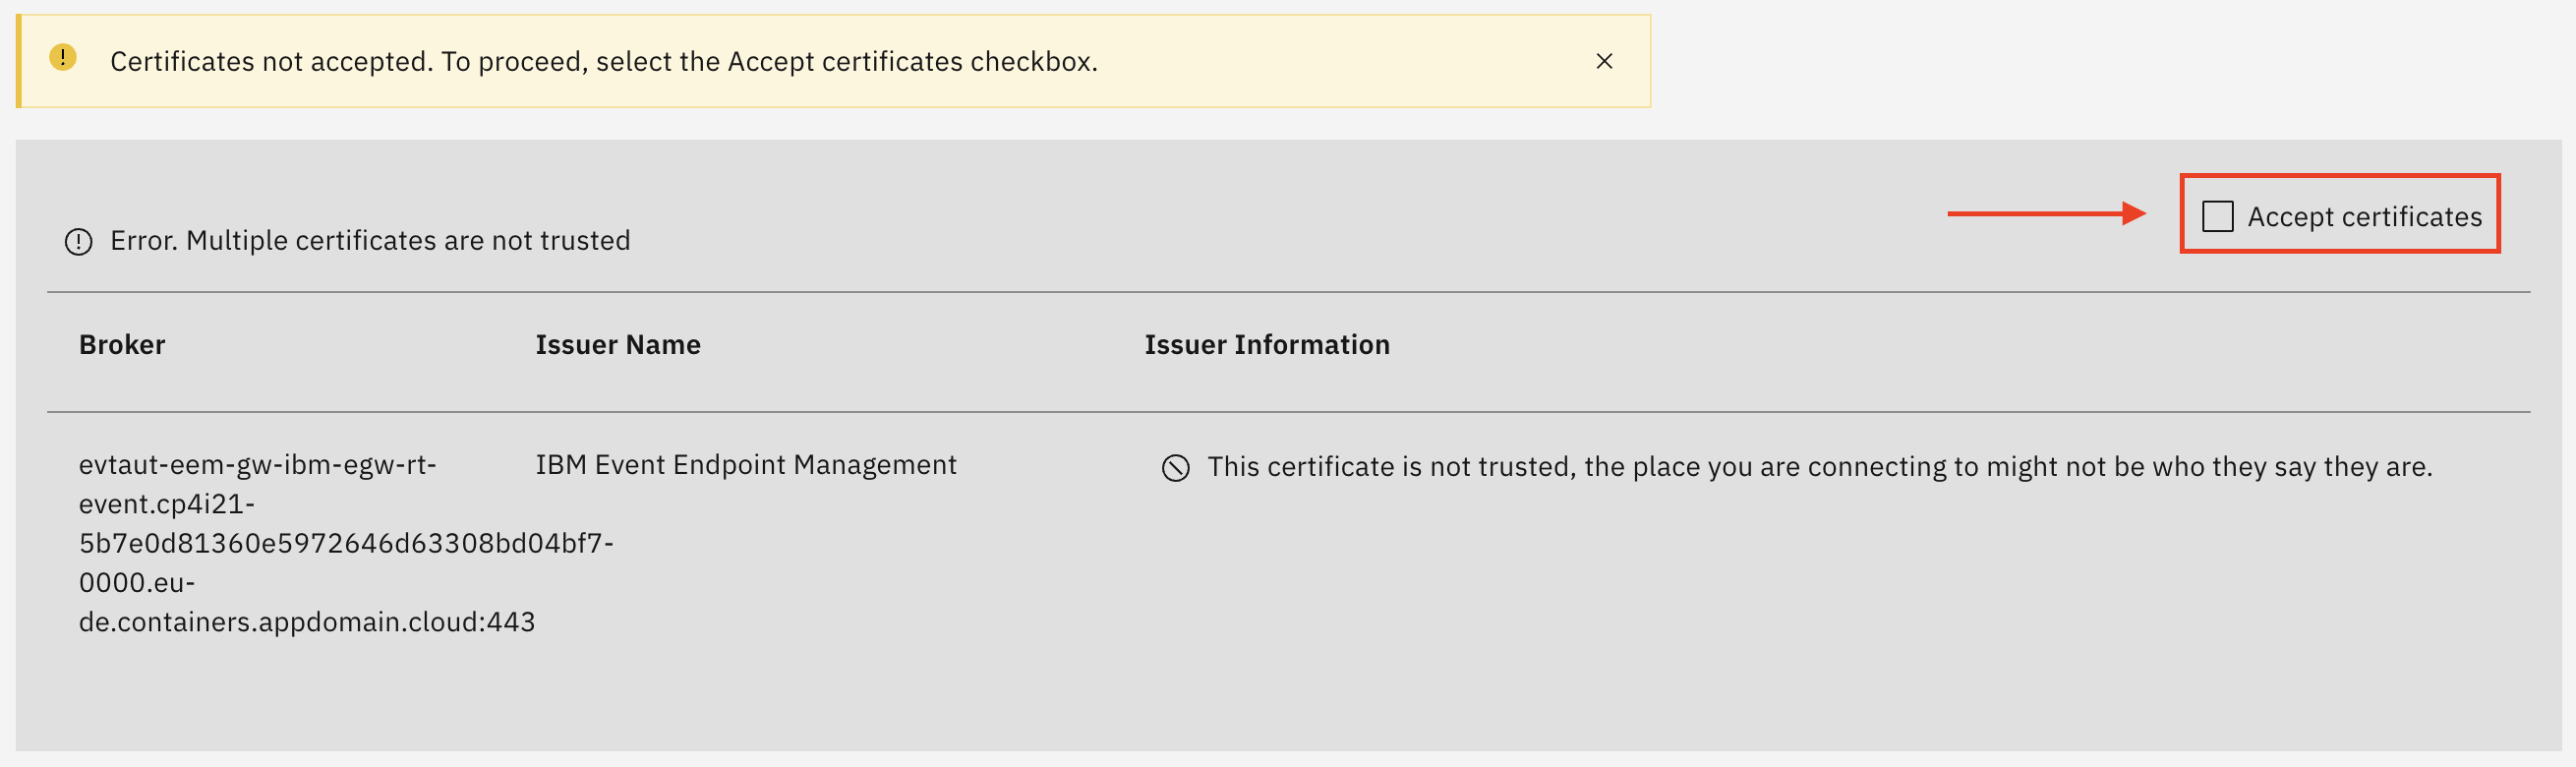 Certificates not accepted. To proceed, select the Accept certificates checkbox.
Accept certificates
Error. Multiple certificates are not trusted
Broker
Issuer Name
Issuer Information
evtaut-eem-gw-ibm-egw-rt-
event.cp4i21-
5b7e0d81360e5972646d63308bd04bf7-
0000.eu-
de.containers.appdomain.cloud:443
IBM Event Endpoint Management
This certificate is not trusted, the place you are connecting to might not be who they say they are.